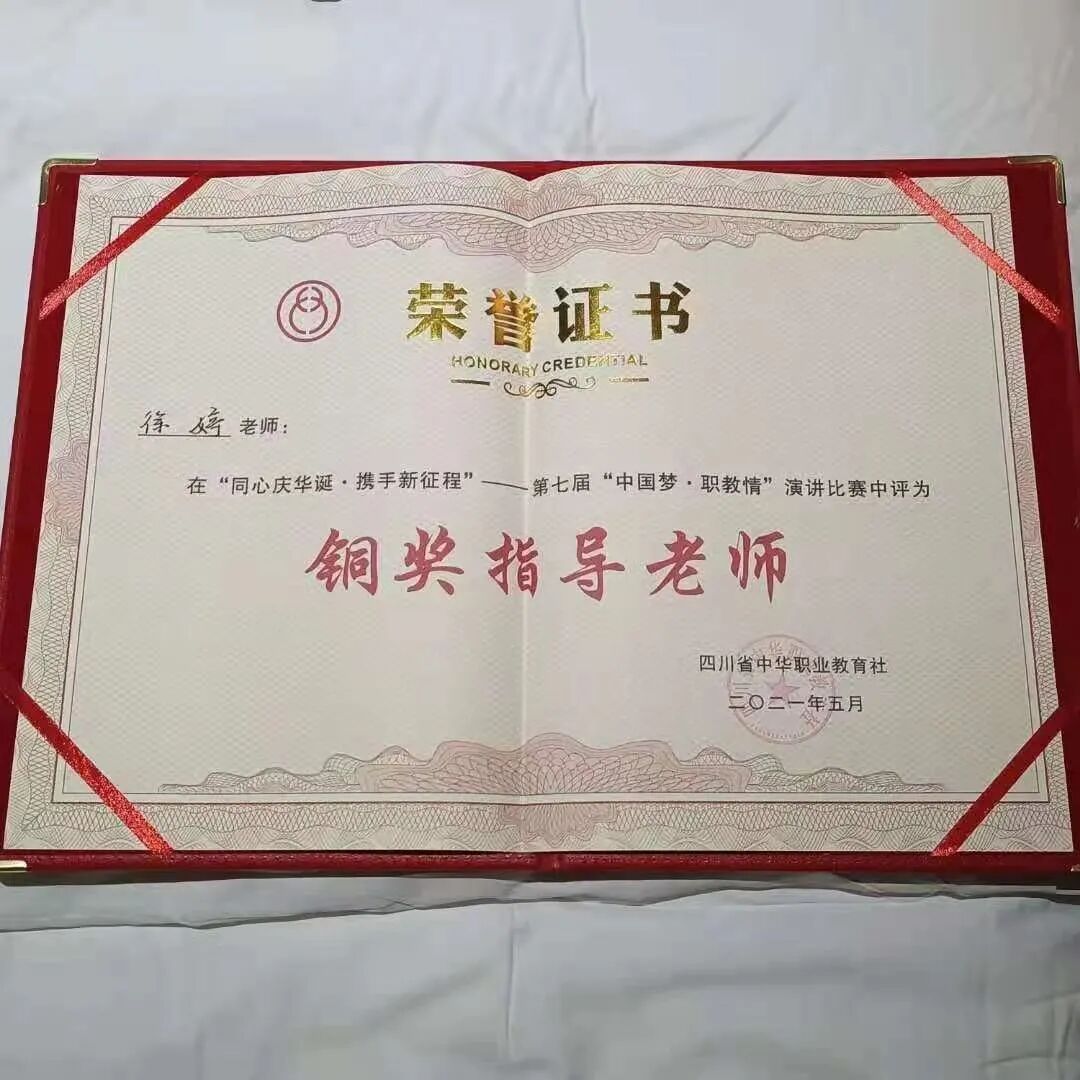 荣誉证书
HONORARY CREDENTIAL
徐婷 老师：
在“同心庆华诞·携手新征程”——第七届“中国梦·职教情”演讲比赛中评为
铜奖指导老师
四川省中华职业教育社
二〇二一年五月